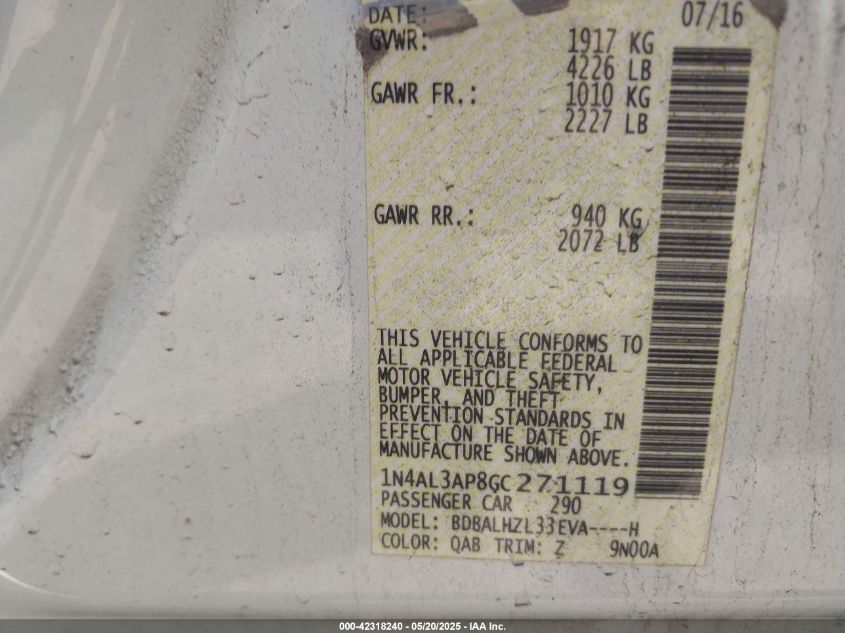 DATE: 07/16
GVWR: 1917 KG
4226 LB
GAWR FR.: 1010 KG
2227 LB
GAWR RR.: 940 KG
2072 LB
THIS VEHICLE CONFORMS TO
ALL APPLICABLE FEDERAL
MOTOR VEHICLE SAFETY,
BUMPER, AND THEFT
PREVENTION STANDARDS IN
EFFECT ON THE DATE OF
MANUFACTURE SHOWN ABOVE.
1N4AL3AP8GC271119
PASSENGER CAR 290
MODEL: BDBALHZL33EVA----H
COLOR: QAB TRIM: Z 9N00A
000-42318240 - 05/20/2025 - IAA Inc.